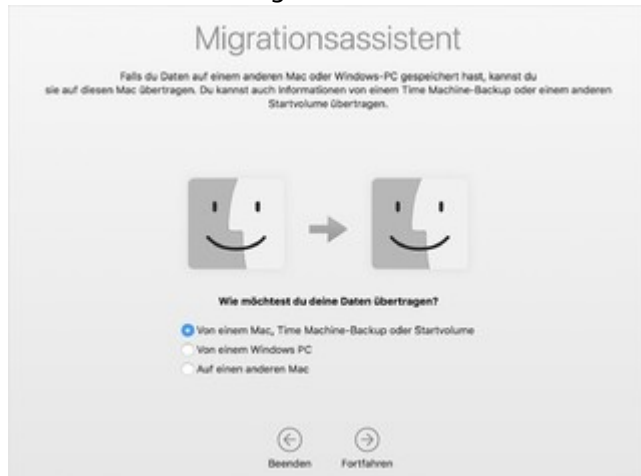 Migrationsassistent
Falls du Daten auf einem anderen Mac oder Windows-PC gespeichert hast, kannst du
sie auf diesen Mac übertragen. Du kannst auch Informationen von einem Time Machine-Backup oder einem anderen
Startvolume übertragen.
Wie möchtest du deine Daten übertragen?
Von einem Mac, Time Machine-Backup oder Startvolume
Von einem Windows PC
Auf einen anderen Mac
Beenden Fortfahren